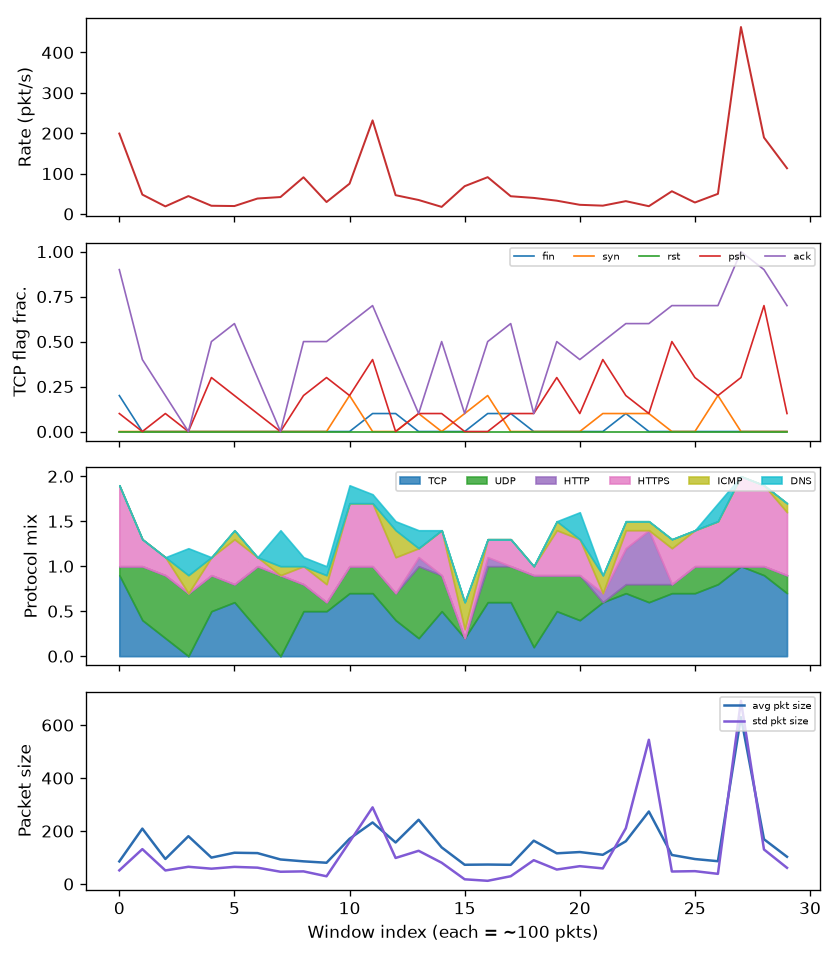 Rate (pkt/s)
400
300
200
100
0
TCP flag frac.
1.00
0.75
0.50
0.25
0.00
fin syn rst psh ack
Protocol mix
2.0
1.5
1.0
0.5
0.0
TCP UDP HTTP HTTPS ICMP DNS
Packet size
600
400
200
0
avg pkt size
std pkt size
0 5 10 15 20 25 30
Window index (each = ~100 pkts)